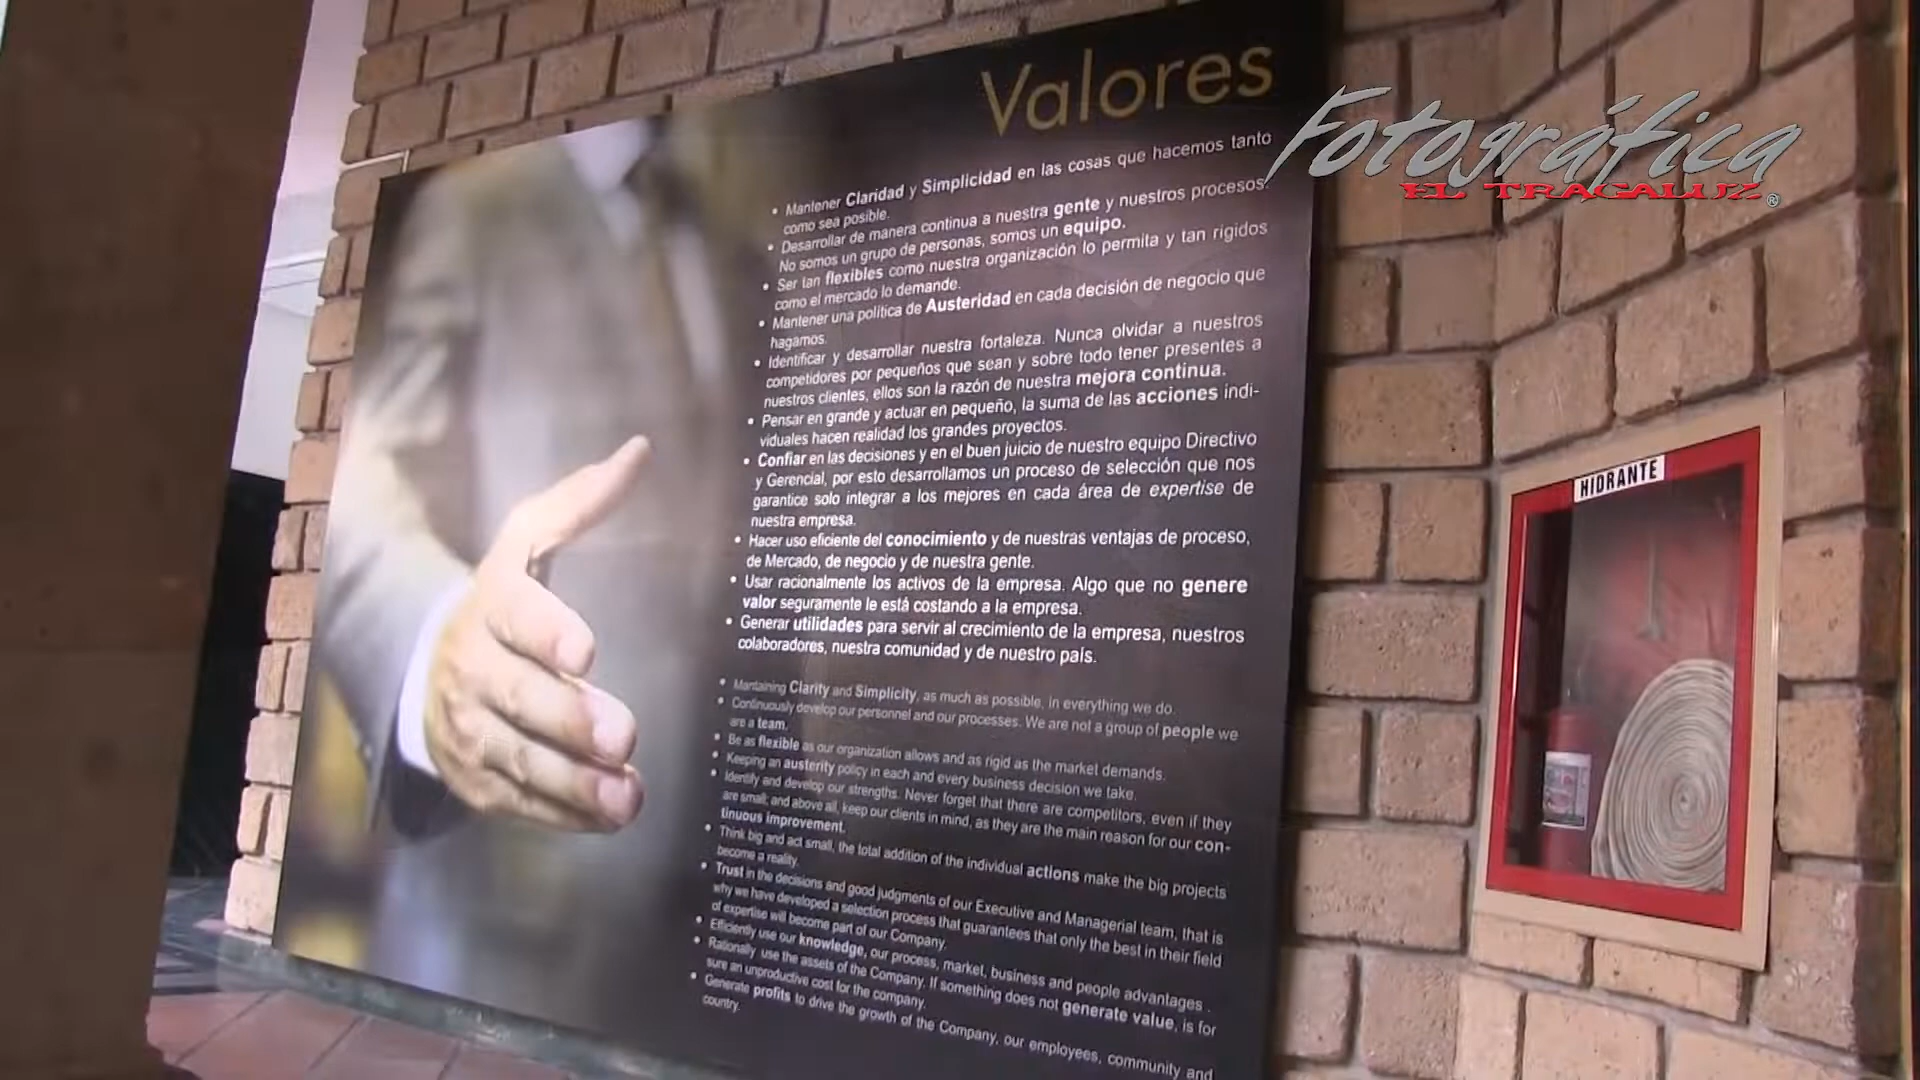 Valores
Fotográfica
EL TRAGALUZ®
• Mantener Claridad y Simplicidad en las cosas que hacemos tanto
como sea posible.
• Desarrollar de manera continua a nuestra gente y nuestros procesos.
No somos un grupo de personas, somos un equipo.
• Ser tan flexibles como nuestra organización lo permita y tan rígidos
como el mercado lo demande.
• Mantener una política de Austeridad en cada decisión de negocio que
hagamos.
• Identificar y desarrollar nuestra fortaleza. Nunca olvidar a nuestros
competidores por pequeños que sean y sobre todo tener presentes a
nuestros clientes, ellos son la razón de nuestra mejora continua.
• Pensar en grande y actuar en pequeño, la suma de las acciones indi-
viduales hacen realidad los grandes proyectos.
• Confiar en las decisiones y en el buen juicio de nuestro equipo Directivo
y Gerencial, por esto desarrollamos un proceso de selección que nos
garantice solo integrar a los mejores en cada área de expertise de
nuestra empresa.
• Hacer uso eficiente del conocimiento y de nuestras ventajas de proceso,
de Mercado, de negocio y de nuestra gente.
• Usar racionalmente los activos de la empresa. Algo que no genere
valor seguramente le está costando a la empresa.
• Generar utilidades para servir al crecimiento de la empresa, nuestros
colaboradores, nuestra comunidad y de nuestro país.
• Mantaining Clarity and Simplicity, as much as possible, in everything we do.
• Continuously develop our personnel and our processes. We are not a group of people we
are a team.
• Be as flexible as our organization allows and as rigid as the market demands.
• Keeping an austerity policy in each and every business decision we take.
• Identify and develop our strengths. Never forget that there are competitors, even if they
are small; and above all, keep our clients in mind, as they are the main reason for our con-
tinuous improvement.
• Think big and act small, the total addition of the individual actions make the big projects
become a reality.
• Trust in the decisions and good judgments of our Executive and Managerial team, that is
why we have developed a selection process that guarantees that only the best in their field
of expertise will become part of our Company.
• Efficiently use our knowledge, our process, market, business and people advantages .
• Rationally use the assets of the Company. If something does not generate value, is for
sure an unproductive cost for the company.
• Generate profits to drive the growth of the Company, our employees, community and
country.
HIDRANTE